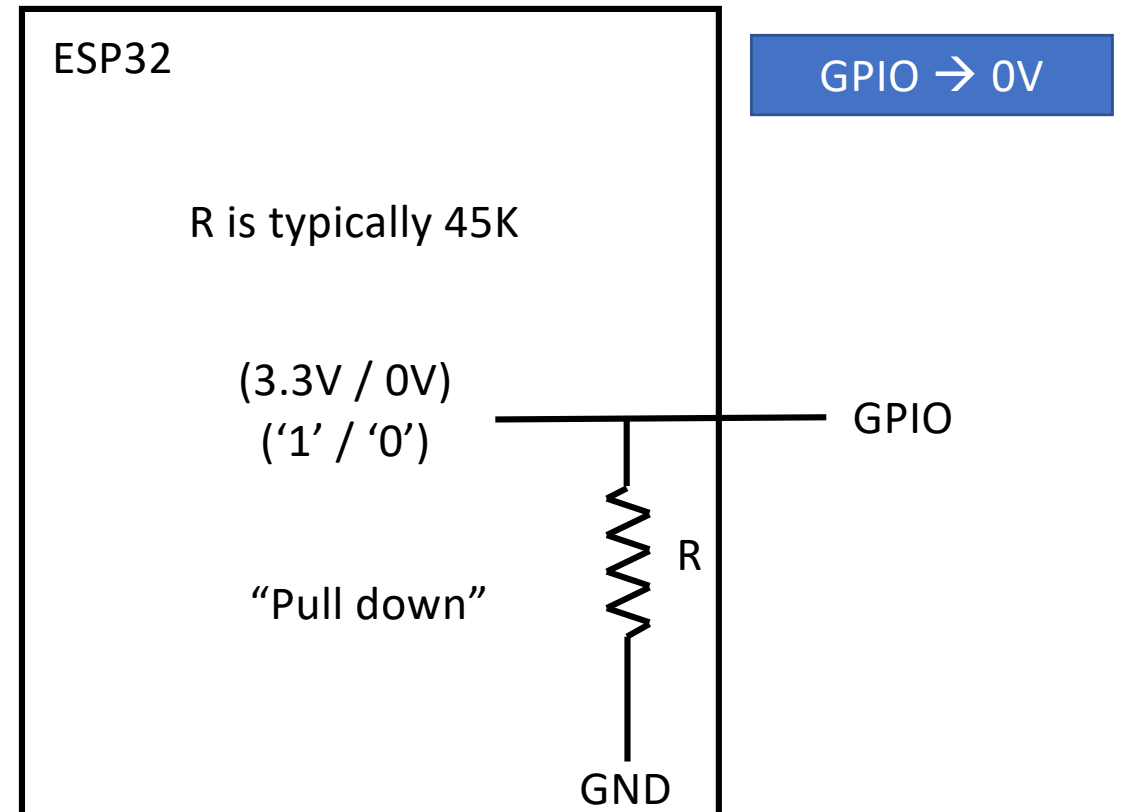 ESP32
GPIO → 0V
R is typically 45K
(3.3V / 0V)
(‘1’ / ‘0’)
GPIO
R
“Pull down”
GND